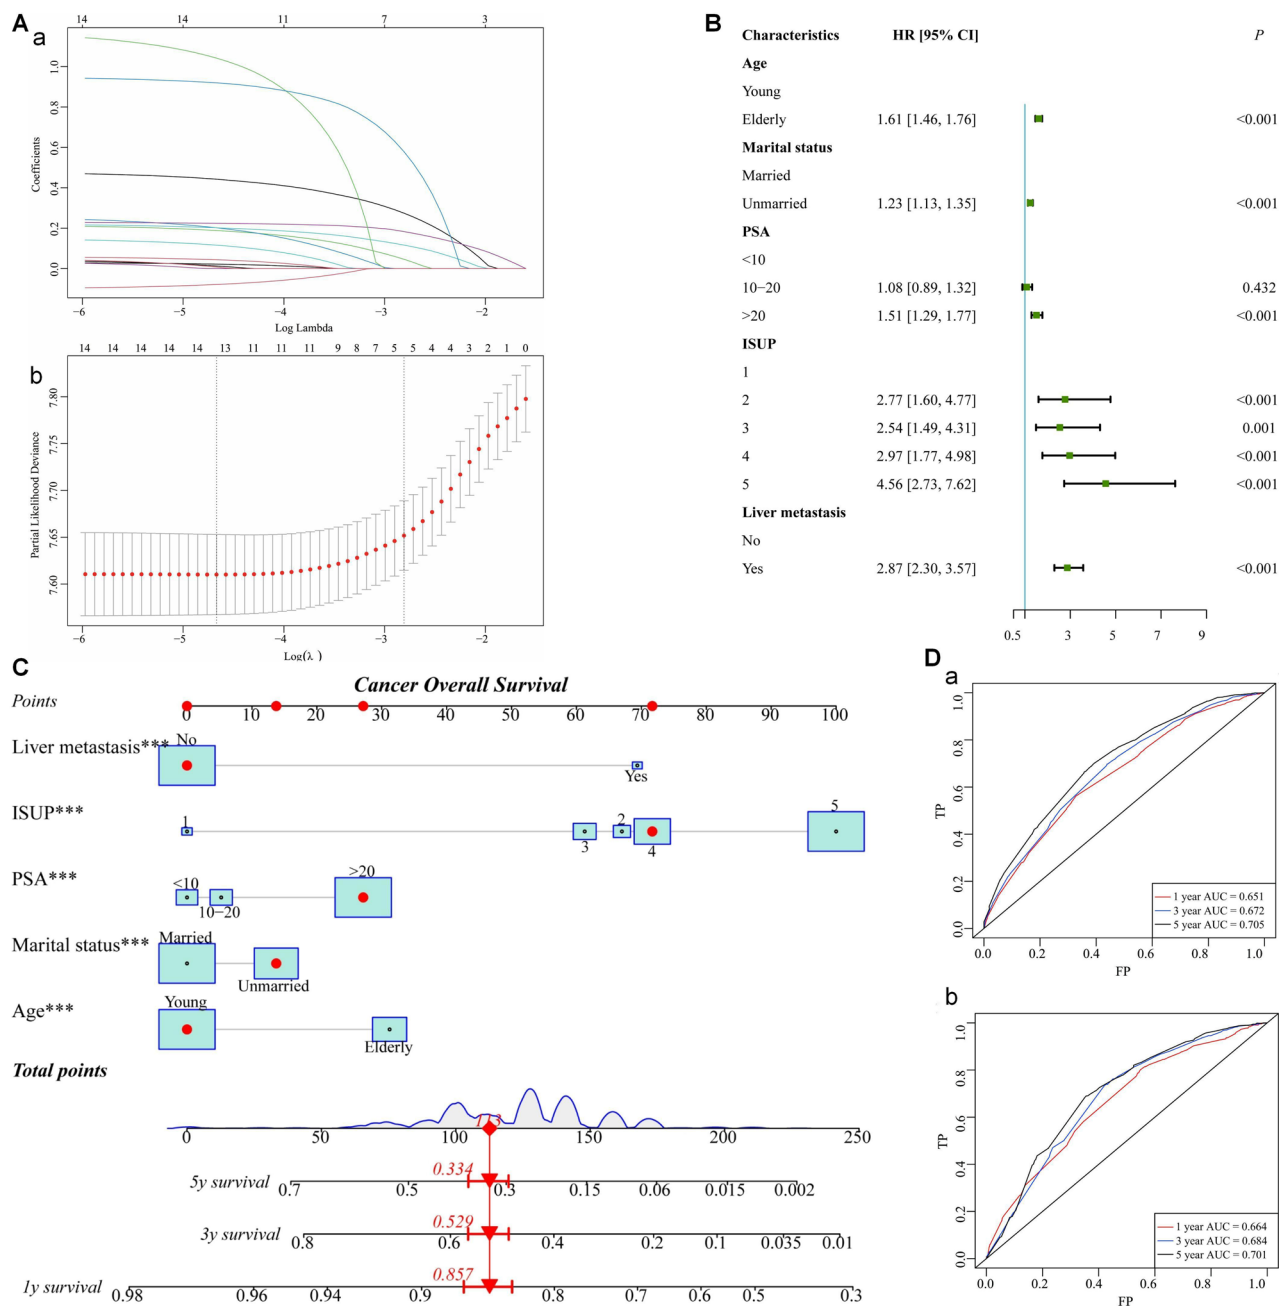 A
a
14 14 11 7 3
Coefficients
1.0
0.8
0.6
0.4
0.2
0.0
−6 −5 −4 −3 −2
Log Lambda
b
14 14 14 14 14 13 11 11 11 9 8 7 5 5 4 4 3 2 1 0
Partial Likelihood Deviance
7.80
7.75
7.70
7.65
7.60
−6 −5 −4 −3 −2
Log(λ )
B
Characteristics HR [95% CI] P
Age
Young
Elderly 1.61 [1.46, 1.76] <0.001
Marital status
Married
Unmarried 1.23 [1.13, 1.35] <0.001
PSA
<10
10−20 1.08 [0.89, 1.32] 0.432
>20 1.51 [1.29, 1.77] <0.001
ISUP
1
2 2.77 [1.60, 4.77] <0.001
3 2.54 [1.49, 4.31] 0.001
4 2.97 [1.77, 4.98] <0.001
5 4.56 [2.73, 7.62] <0.001
Liver metastasis
No
Yes 2.87 [2.30, 3.57] <0.001
0.5 1 3 5 7 9
C
Cancer Overall Survival
Points
0 10 20 30 40 50 60 70 80 90 100
Liver metastasis***
No
Yes
ISUP***
1 3 2 4 5
PSA***
<10 10−20 >20
Marital status***
Married
Unmarried
Age***
Young
Elderly
Total points
113
0 50 100 150 200 250
0.334
5y survival
0.7 0.5 0.3 0.15 0.06 0.015 0.002
0.529
3y survival
0.8 0.6 0.4 0.2 0.1 0.035 0.01
0.857
1y survival
0.98 0.96 0.94 0.9 0.8 0.7 0.6 0.5 0.3
D
a
TP
1.0
0.8
0.6
0.4
0.2
0.0
1 year AUC = 0.651
3 year AUC = 0.672
5 year AUC = 0.705
0.0 0.2 0.4 0.6 0.8 1.0
FP
b
TP
1.0
0.8
0.6
0.4
0.2
0.0
1 year AUC = 0.664
3 year AUC = 0.684
5 year AUC = 0.701
0.0 0.2 0.4 0.6 0.8 1.0
FP